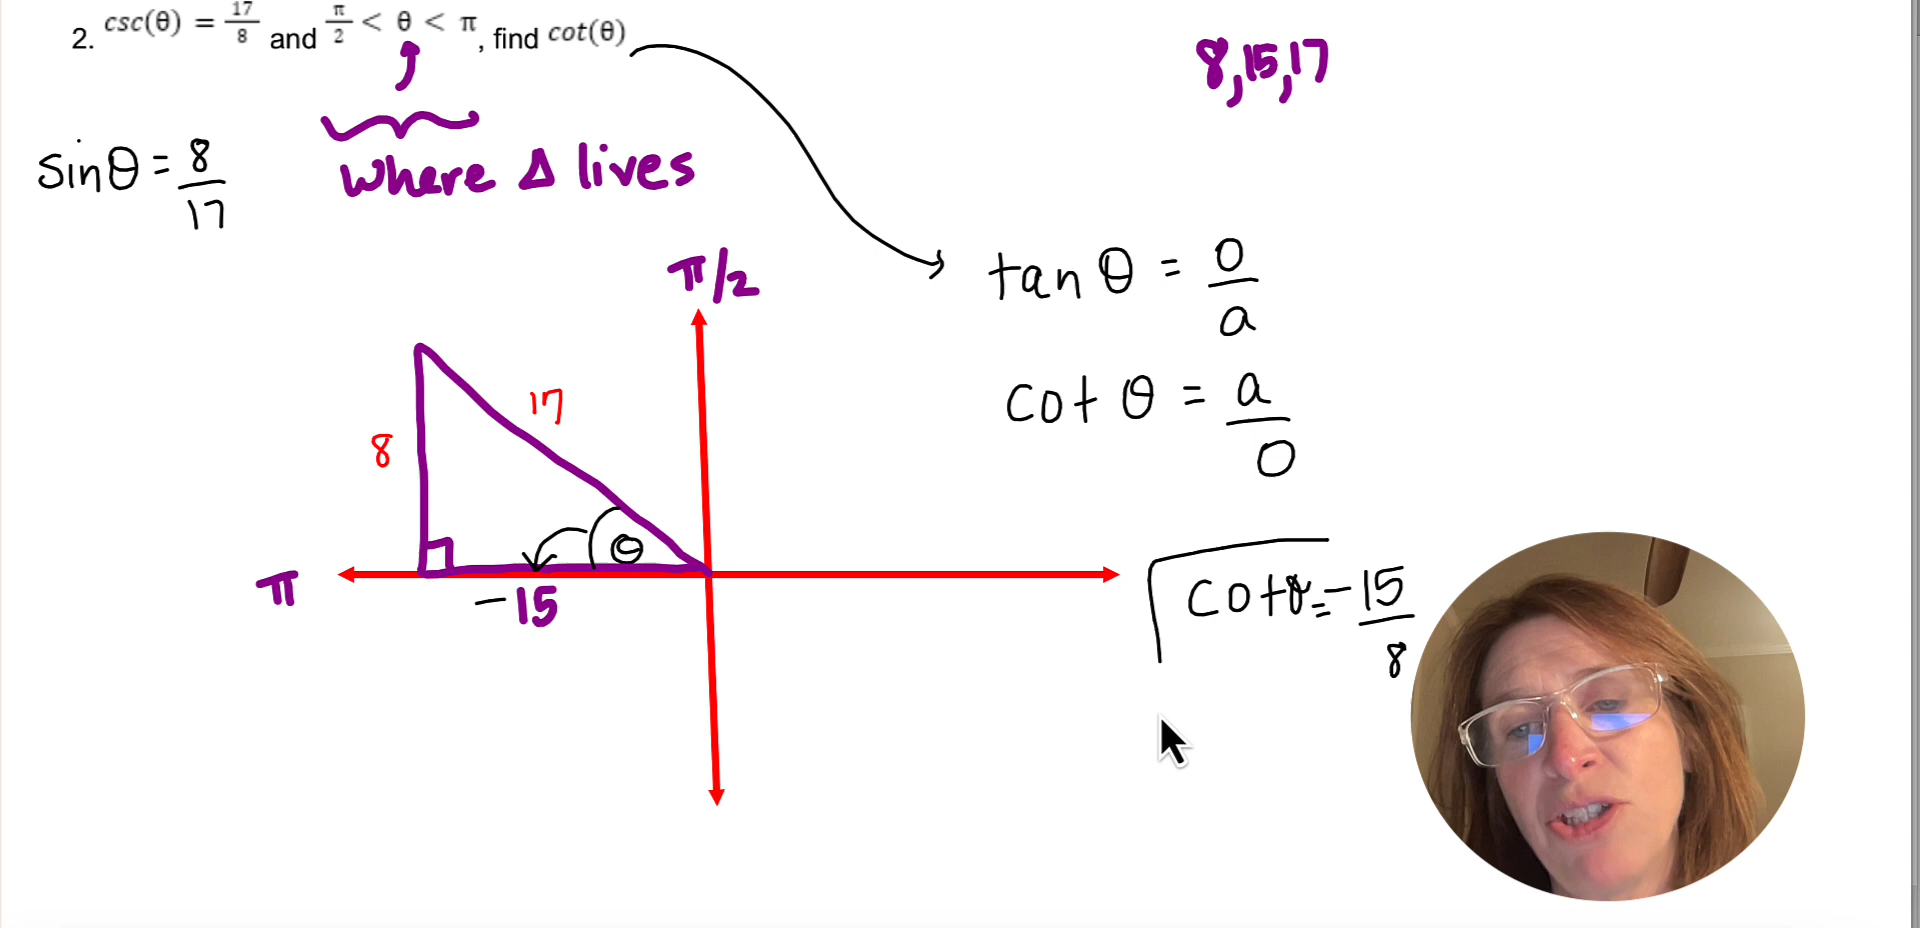 2. csc(θ) = 17/8 and π/2 < θ < π, find cot(θ)
8,15,17
sinθ = 8/17
where Δ lives
π/2
tan θ = o/a
cot θ = a/o
17
8
θ
π
-15
cotθ = -15/8